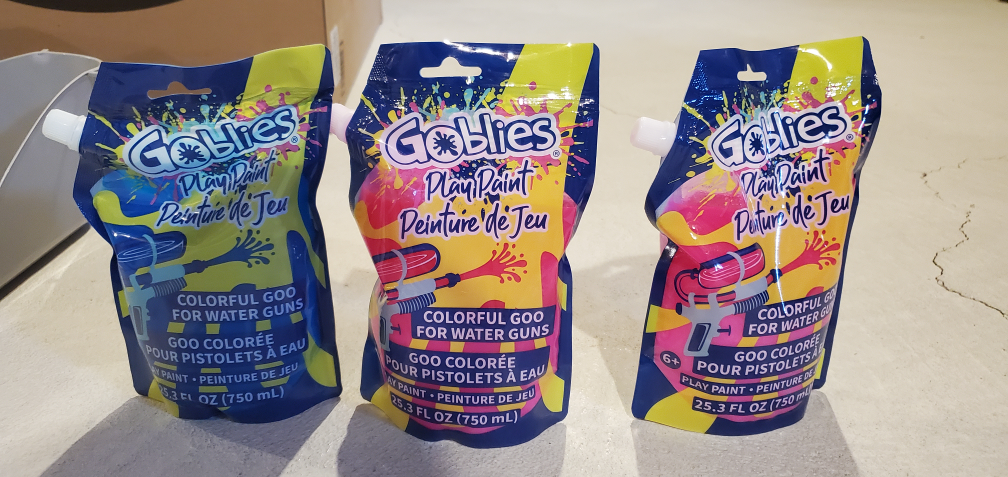 Goblies®
Play Paint
Peinture de Jeu
COLORFUL GOO
FOR WATER GUNS
GOO COLORÉE
POUR PISTOLETS À EAU
AY PAINT • PEINTURE DE JEU
25.3 FL OZ (750 mL)
Goblies®
Play Paint
Peinture de Jeu
COLORFUL GOO
FOR WATER GUNS
GOO COLORÉE
POUR PISTOLETS À EAU
AY PAINT • PEINTURE DE JEU
25.3 FL OZ (750 mL)
Goblies®
Play Paint
Peinture de Jeu
COLORFUL GO
FOR WATER GU
6+
GOO COLORÉE
POUR PISTOLETS À EAU
PLAY PAINT • PEINTURE DE
25.3 FL OZ (750 mL)